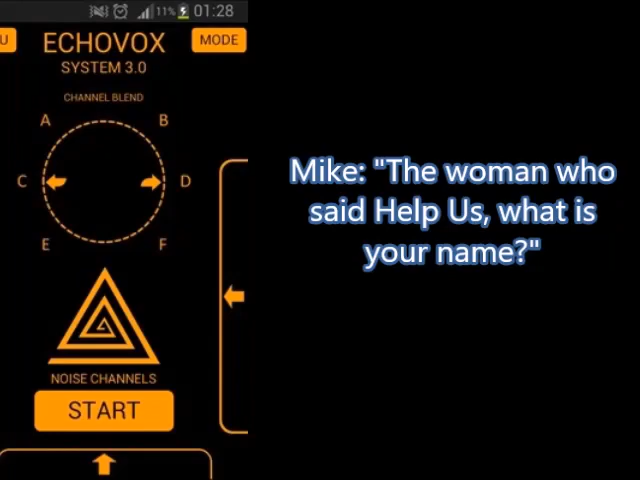 11% 01:28
U
ECHOVOX
MODE
SYSTEM 3.0
CHANNEL BLEND
A B
C D
E F
NOISE CHANNELS
START
Mike: "The woman who
said Help Us, what is
your name?"